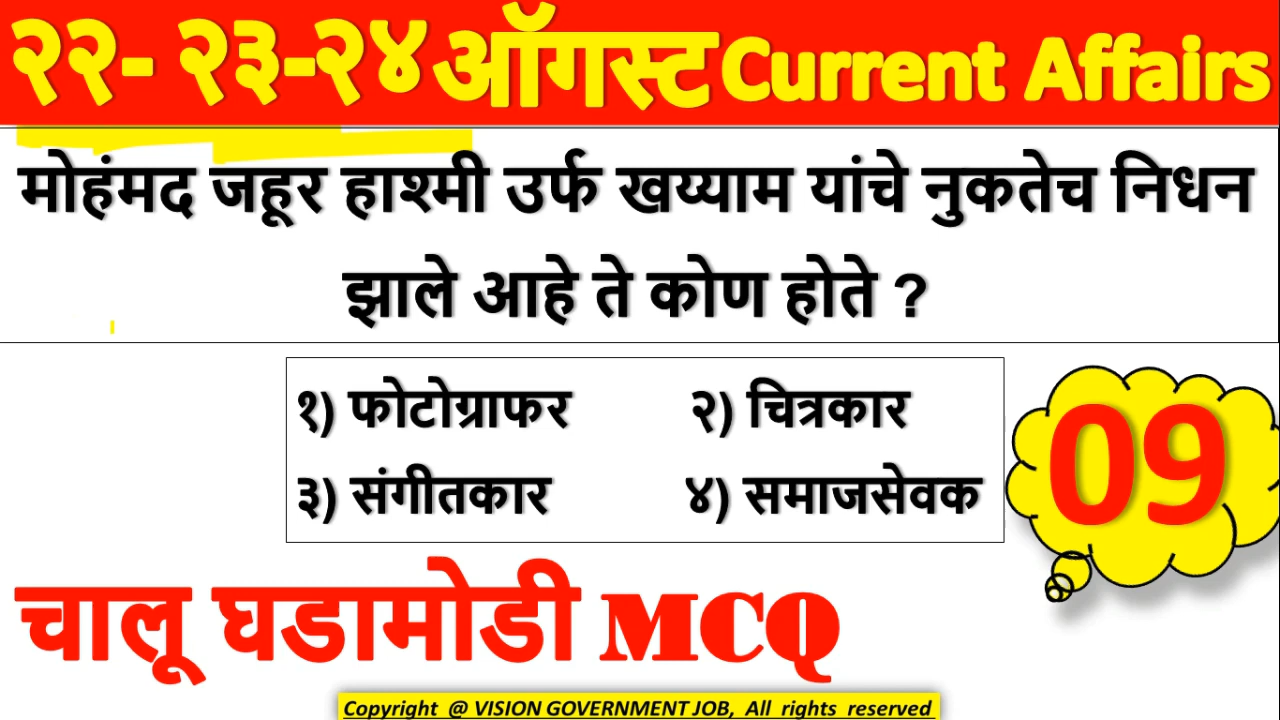 २२- २३-२४ ऑगस्ट Current Affairs
मोहंमद जहूर हाश्मी उर्फ खय्याम यांचे नुकतेच निधन
झाले आहे ते कोण होते ?
१) फोटोग्राफर २) चित्रकार
३) संगीतकार ४) समाजसेवक
09
चालू घडामोडी MCQ
Copyright @ VISION GOVERNMENT JOB, All rights reserved